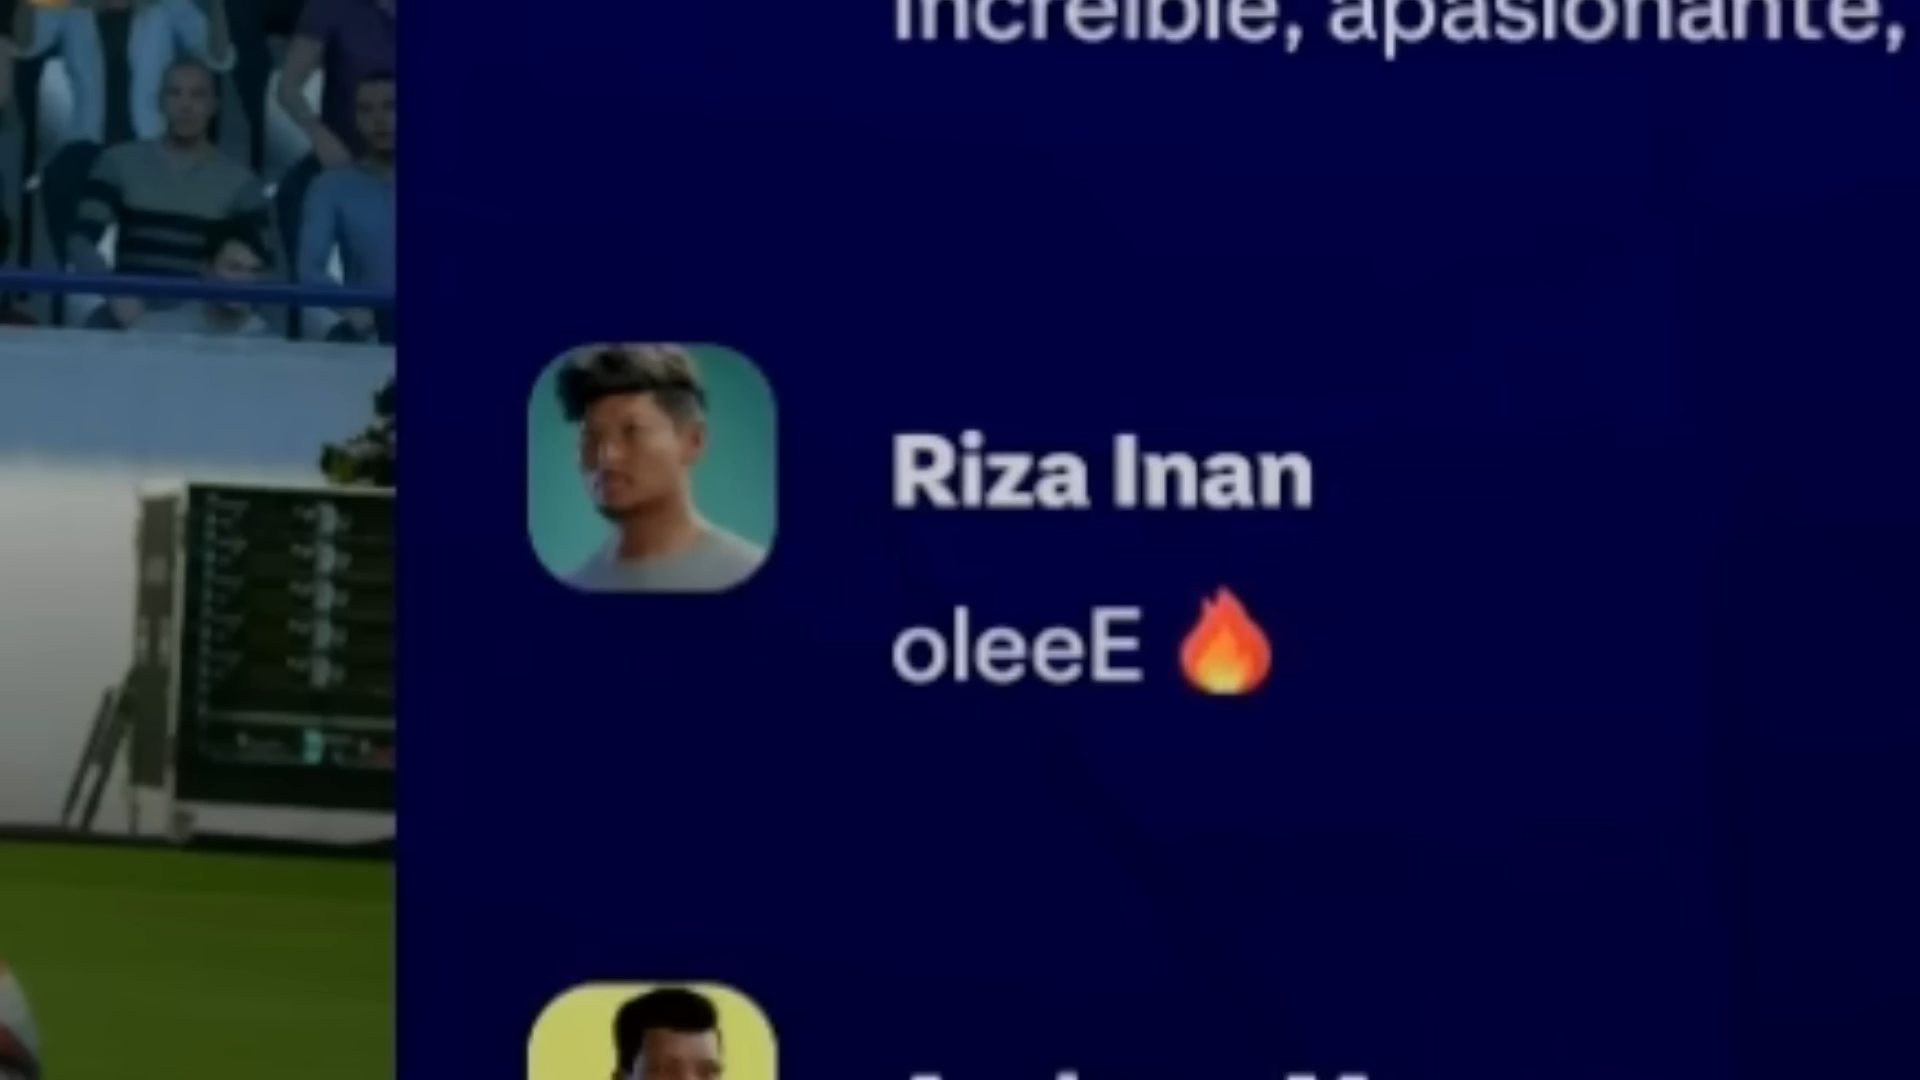 increíble, apasionante,
Riza Inan
oleeE 🔥